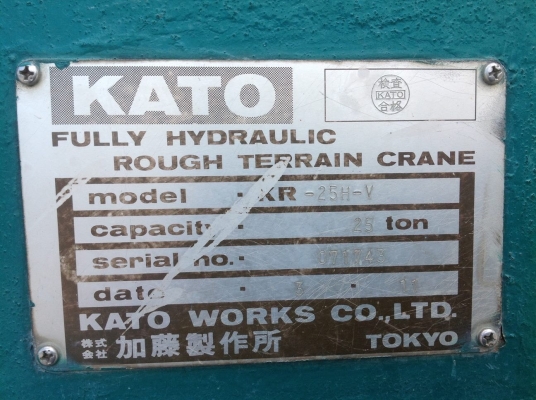 KATO
検査
KATO
合格
FULLY HYDRAULIC
ROUGH TERRAIN CRANE
model · KR -25H-V
capacity · 25 ton
serial no. ·
date · ·
KATO WORKS CO.,LTD.
株式会社 加藤製作所 TOKYO